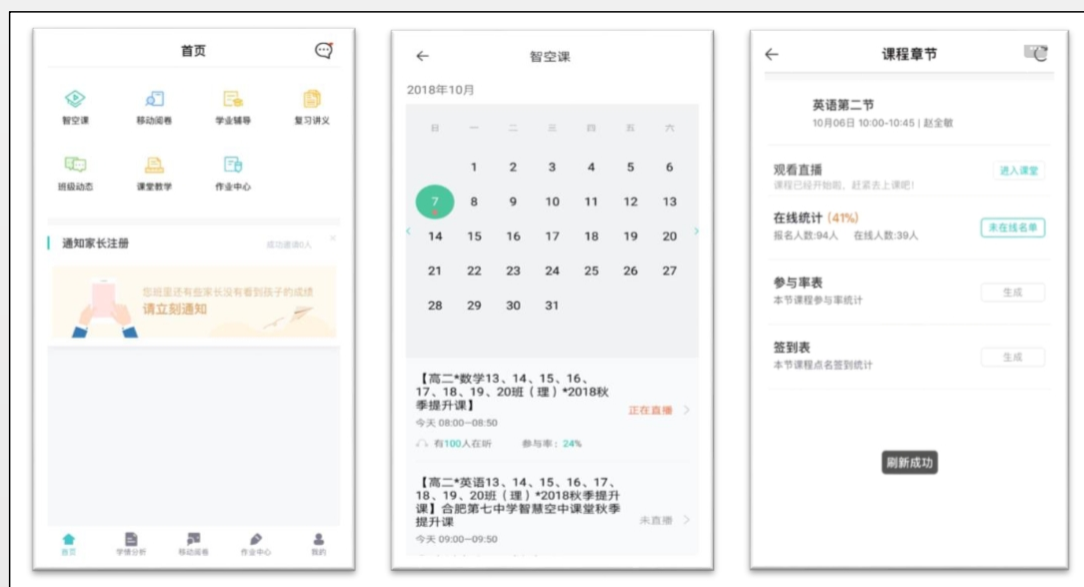 首页
智空课
移动阅卷
学业辅导
复习讲义
班级动态
课堂教学
作业中心
通知家长注册
成功邀请0人
您班里还有些家长没有看到孩子的成绩
请立刻通知
首页
学情分析
移动阅卷
作业中心
我的
智空课
2018年10月
日 一 二 三 四 五 六
1 2 3 4 5 6
7 8 9 10 11 12 13
14 15 16 17 18 19 20
21 22 23 24 25 26 27
28 29 30 31
【高二*数学13、14、15、16、
17、18、19、20班（理）*2018秋
季提升课】
正在直播
今天 08:00—08:50
有100人在听 参与率：24%
【高二*英语13、14、15、16、17、
18、19、20班（理）*2018秋季提升
课】合肥第七中学智慧空中课堂秋季
提升课
未直播
今天 09:00—09:50
课程章节
英语第二节
10月06日 10:00-10:45 | 赵全敏
观看直播
课程已经开始啦，赶紧去上课吧！
进入课堂
在线统计 (41%)
报名人数:94人 在线人数:39人
未在线名单
参与率表
本节课程参与率统计
生成
签到表
本节课程点名签到统计
生成
刷新成功